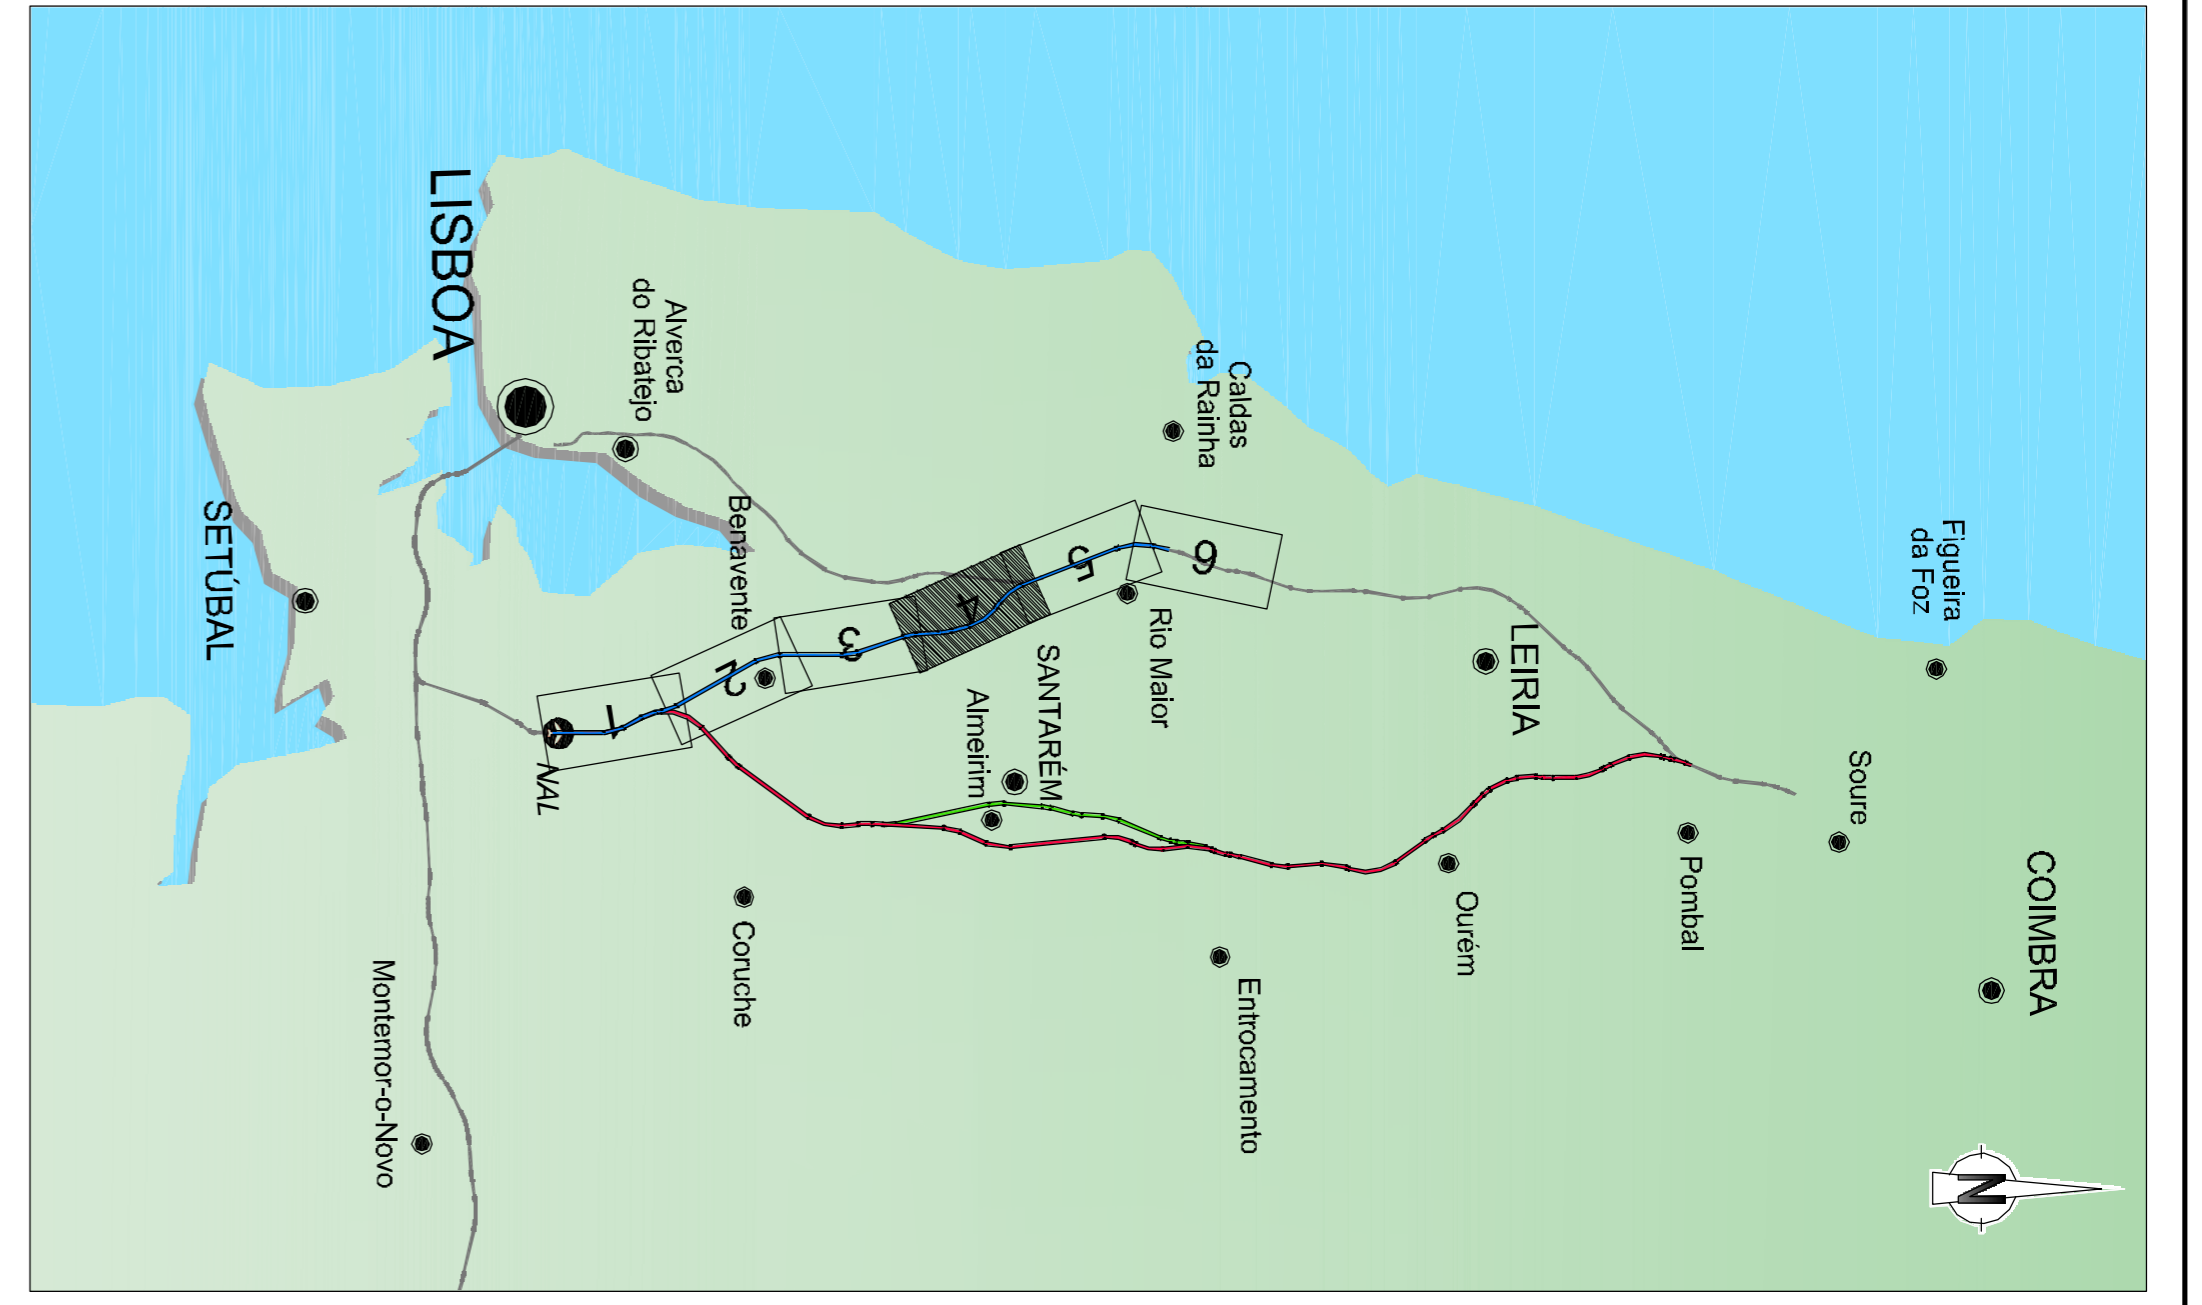 Figueira
da Foz
COIMBRA
Soure
Pombal
LEIRIA
Ourém
Caldas
da Rainha
Entrocamento
6
Rio Maior
5
SANTARÉM
4
Almeirim
3
Benavente
2
Coruche
Alverca
do Ribatejo
1
NAL
LISBOA
Montemor-o-Novo
SETÚBAL
N